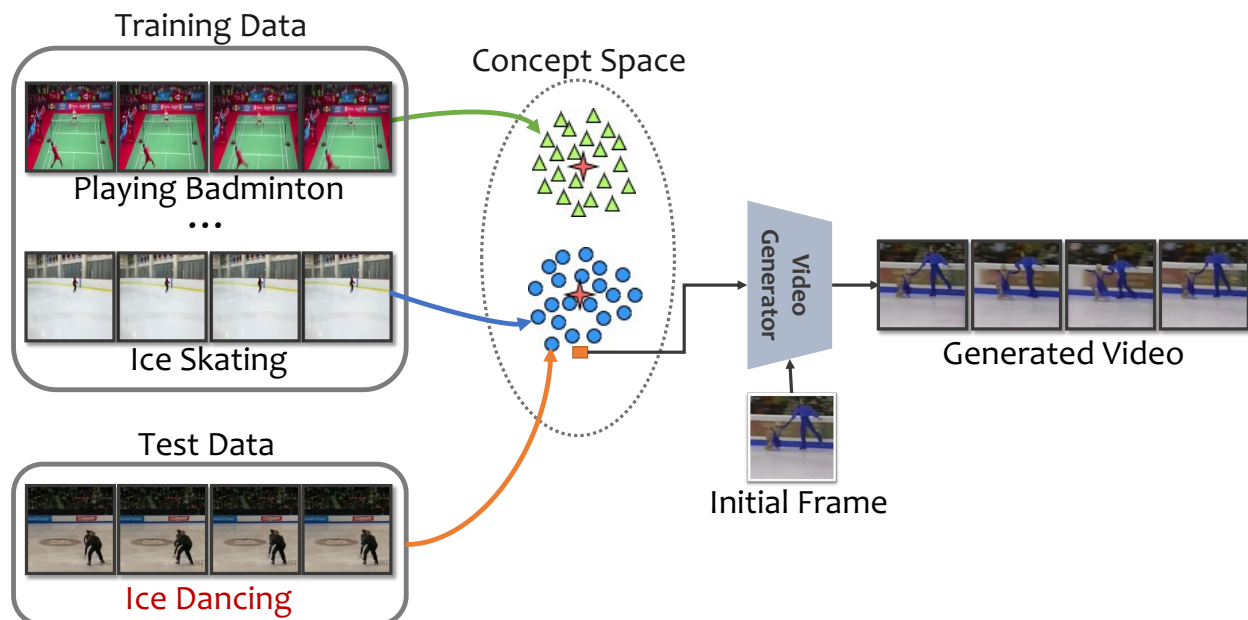 Training Data
Playing Badminton
...
Ice Skating
Test Data
Ice Dancing
Concept Space
Video
Generator
Initial Frame
Generated Video